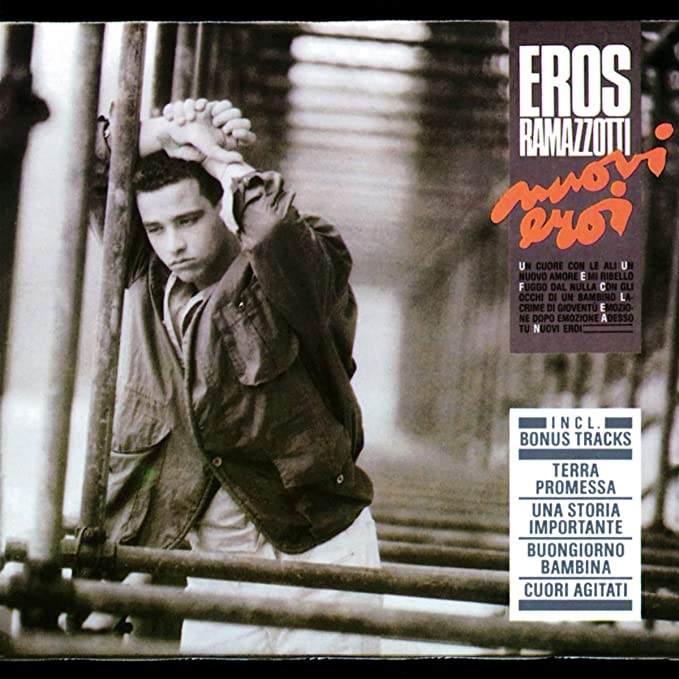 EROS
RAMAZZOTTI
nuovi
eroi
UN CUORE CON LE ALI UN
NUOVO AMORE E MI RIBELLO
FUGGO DAL NULLA CON GLI
OCCHI DI UN BAMBINO LA-
CRIME DI GIOVENTÙ EMOZIO-
NE DOPO EMOZIONE ADESSO
TU NUOVI EROI
INCL.
BONUS TRACKS
TERRA
PROMESSA
UNA STORIA
IMPORTANTE
BUONGIORNO
BAMBINA
CUORI AGITATI